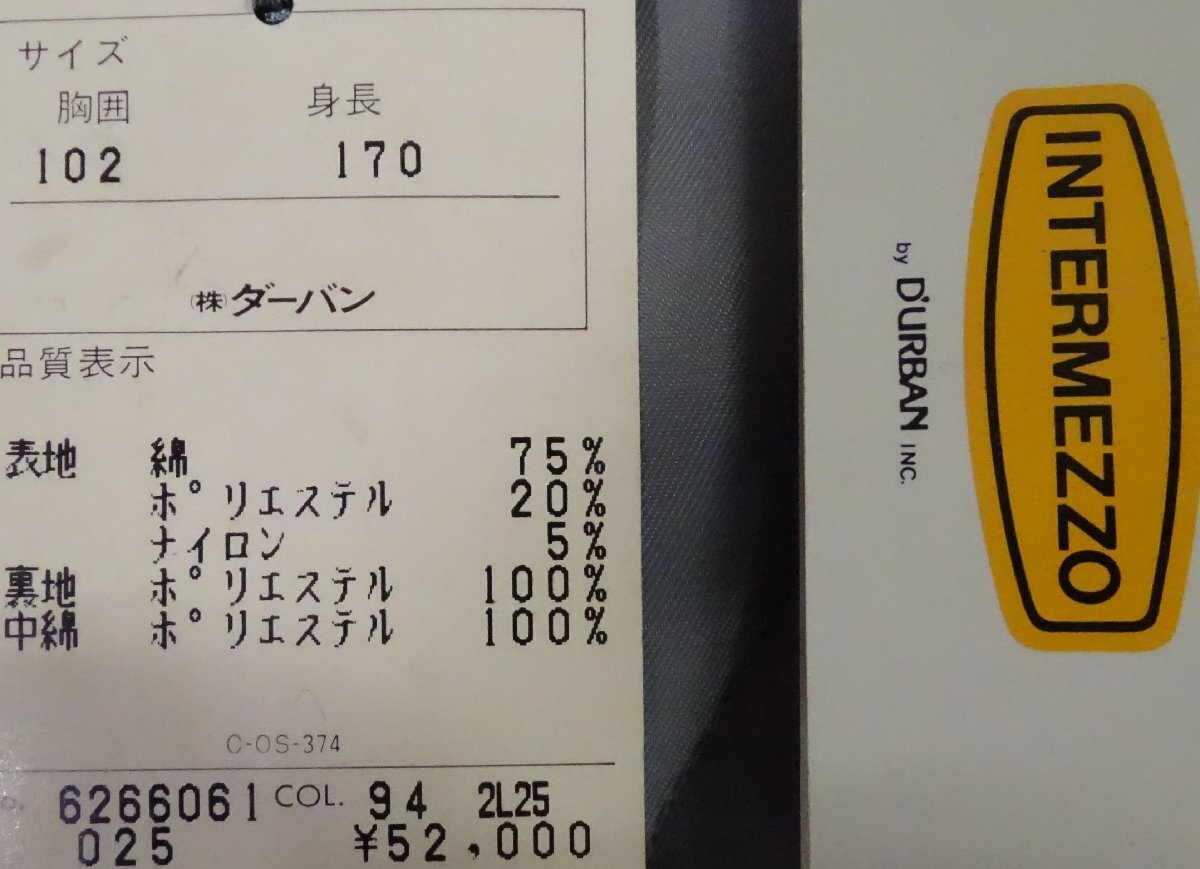 サイズ
胸囲 身長
102 170
(株)ダーバン
品質表示
表地 綿 75%
ポリエステル 20%
ナイロン 5%
裏地 ポリエステル 100%
中綿 ポリエステル 100%
C-OS-374
6266061 COL. 94 2L25
025 ¥52,000
INTERMEZZO
by D'URBAN INC.